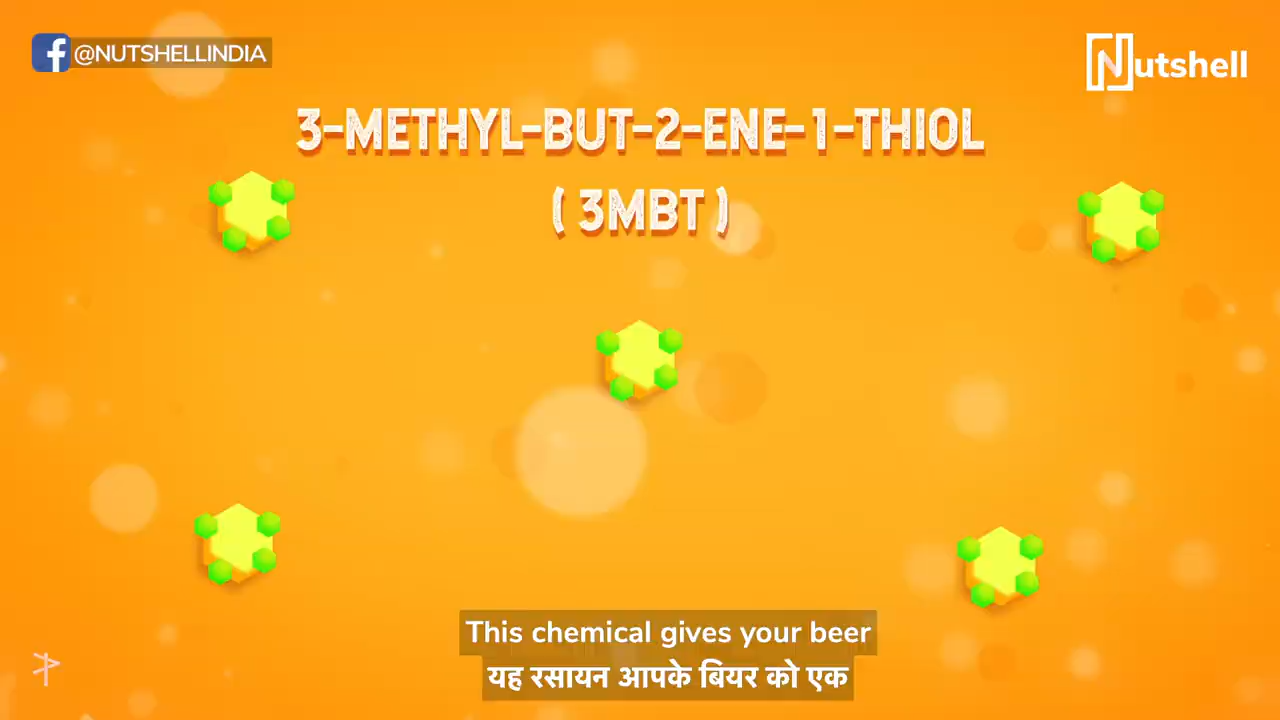 @NUTSHELLINDIA
Nutshell
3-METHYL-BUT-2-ENE-1-THIOL
( 3MBT )
This chemical gives your beer
यह रसायन आपके बियर को एक